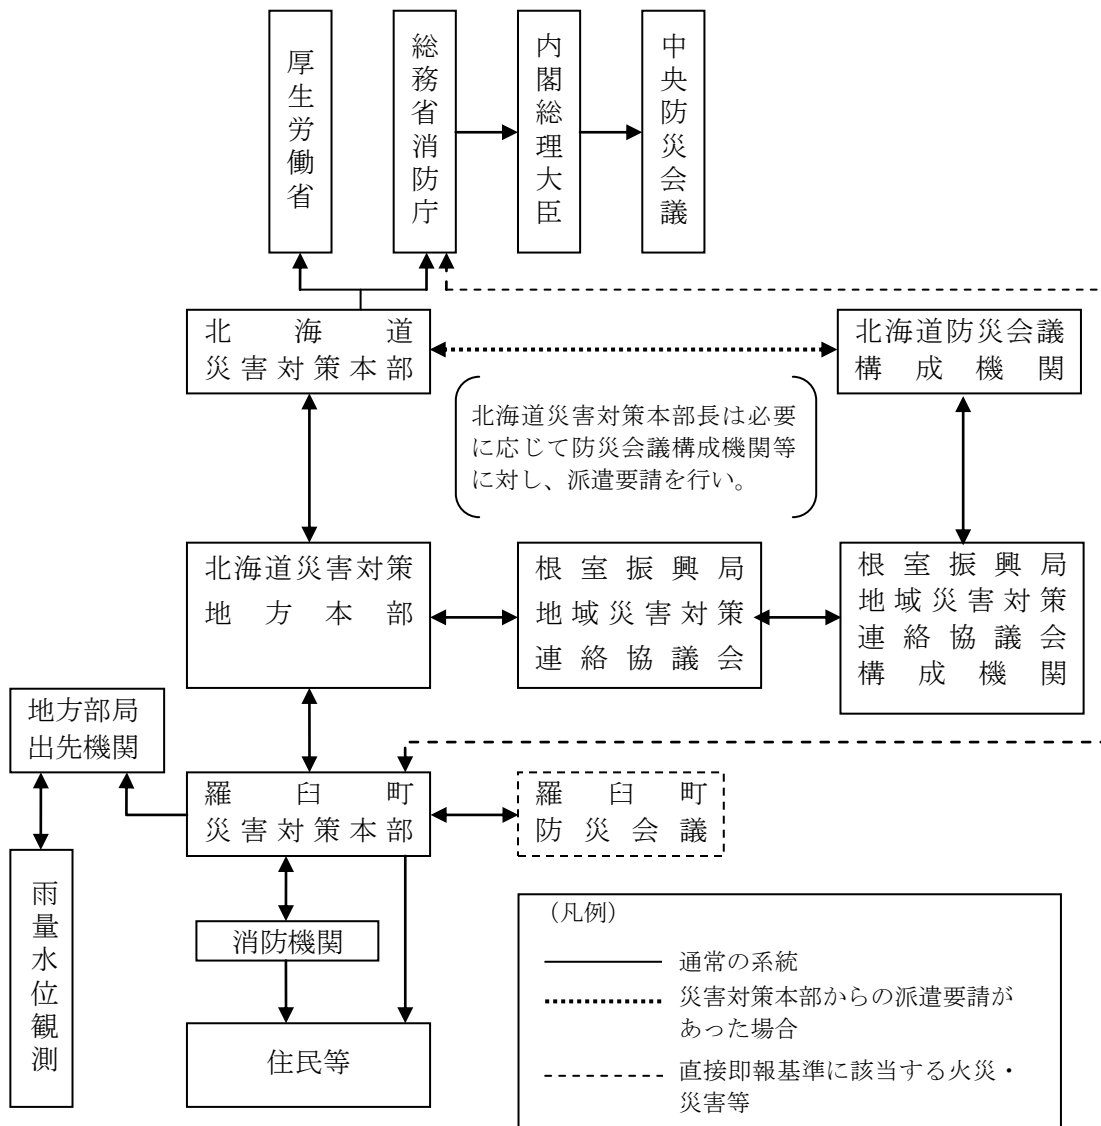 厚生労働省
総務省消防庁
内閣総理大臣
中央防災会議
北海道
災害対策本部
北海道防災会議
構成機関
北海道災害対策本部長は必要
に応じて防災会議構成機関等
に対し、派遣要請を行い。
北海道災害対策
地方本部
根室振興局
地域災害対策
連絡協議会
根室振興局
地域災害対策
連絡協議会
構成機関
地方部局
出先機関
羅臼町
災害対策本部
羅臼町
防災会議
雨量水位観測
消防機関
住民等
(凡例)
通常の系統
災害対策本部からの派遣要請が
あった場合
直接即報基準に該当する火災・
災害等